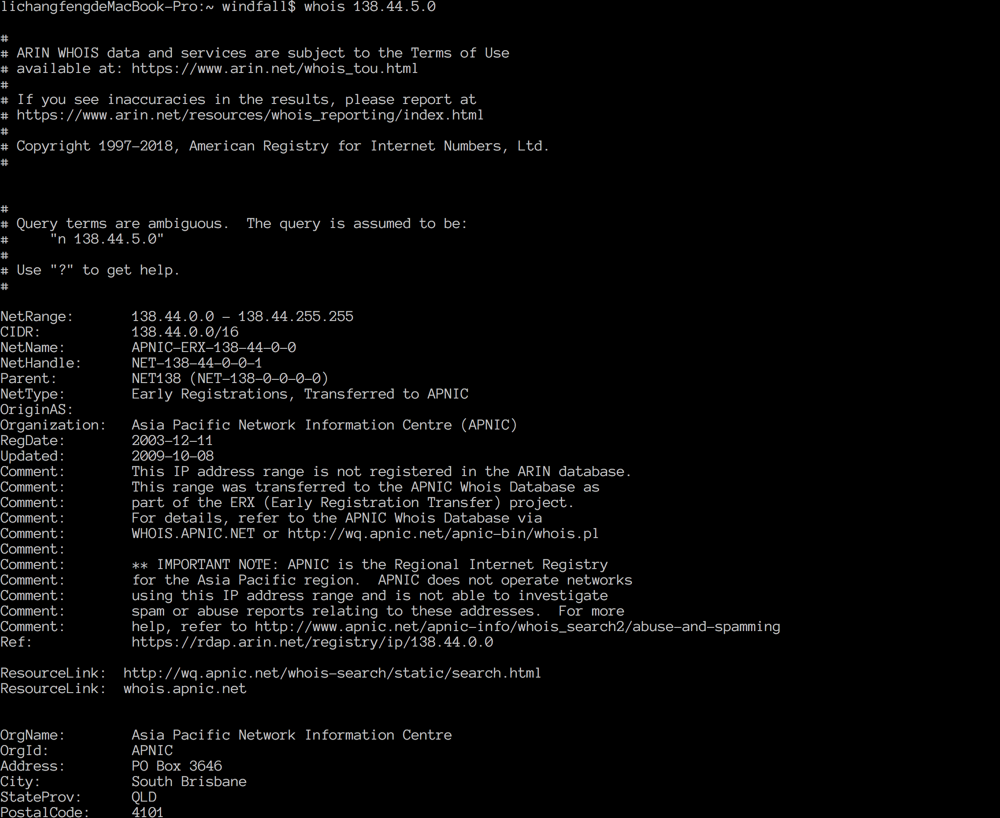 lichangfengdeMacBook-Pro:~ windfall$ whois 138.44.5.0
#
# ARIN WHOIS data and services are subject to the Terms of Use
# available at: https://www.arin.net/whois_tou.html
#
# If you see inaccuracies in the results, please report at
# https://www.arin.net/resources/whois_reporting/index.html
#
# Copyright 1997-2018, American Registry for Internet Numbers, Ltd.
#
#
# Query terms are ambiguous.  The query is assumed to be:
#     "n 138.44.5.0"
#
# Use "?" to get help.
#
NetRange:       138.44.0.0 - 138.44.255.255
CIDR:           138.44.0.0/16
NetName:        APNIC-ERX-138-44-0-0
NetHandle:      NET-138-44-0-0-1
Parent:         NET138 (NET-138-0-0-0-0)
NetType:        Early Registrations, Transferred to APNIC
OriginAS:
Organization:   Asia Pacific Network Information Centre (APNIC)
RegDate:        2003-12-11
Updated:        2009-10-08
Comment:        This IP address range is not registered in the ARIN database.
Comment:        This range was transferred to the APNIC Whois Database as
Comment:        part of the ERX (Early Registration Transfer) project.
Comment:        For details, refer to the APNIC Whois Database via
Comment:        WHOIS.APNIC.NET or http://wq.apnic.net/apnic-bin/whois.pl
Comment:
Comment:        ** IMPORTANT NOTE: APNIC is the Regional Internet Registry
Comment:        for the Asia Pacific region.  APNIC does not operate networks
Comment:        using this IP address range and is not able to investigate
Comment:        spam or abuse reports relating to these addresses.  For more
Comment:        help, refer to http://www.apnic.net/apnic-info/whois_search2/abuse-and-spamming
Ref:            https://rdap.arin.net/registry/ip/138.44.0.0
ResourceLink:  http://wq.apnic.net/whois-search/static/search.html
ResourceLink:  whois.apnic.net
OrgName:        Asia Pacific Network Information Centre
OrgId:          APNIC
Address:        PO Box 3646
City:           South Brisbane
StateProv:      QLD
PostalCode:     4101